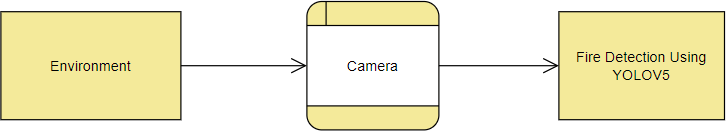 Environment
Camera
Fire Detection Using
YOLOV5